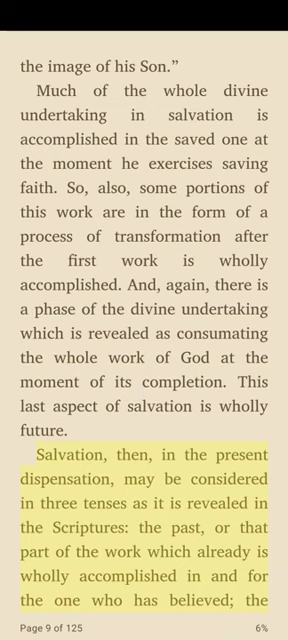 the image of his Son.”
Much of the whole divine
undertaking in salvation is
accomplished in the saved one at
the moment he exercises saving
faith. So, also, some portions of
this work are in the form of a
process of transformation after
the first work is wholly
accomplished. And, again, there is
a phase of the divine undertaking
which is revealed as consumating
the whole work of God at the
moment of its completion. This
last aspect of salvation is wholly
future.
Salvation, then, in the present
dispensation, may be considered
in three tenses as it is revealed in
the Scriptures: the past, or that
part of the work which already is
wholly accomplished in and for
the one who has believed; the
Page 9 of 125 6%